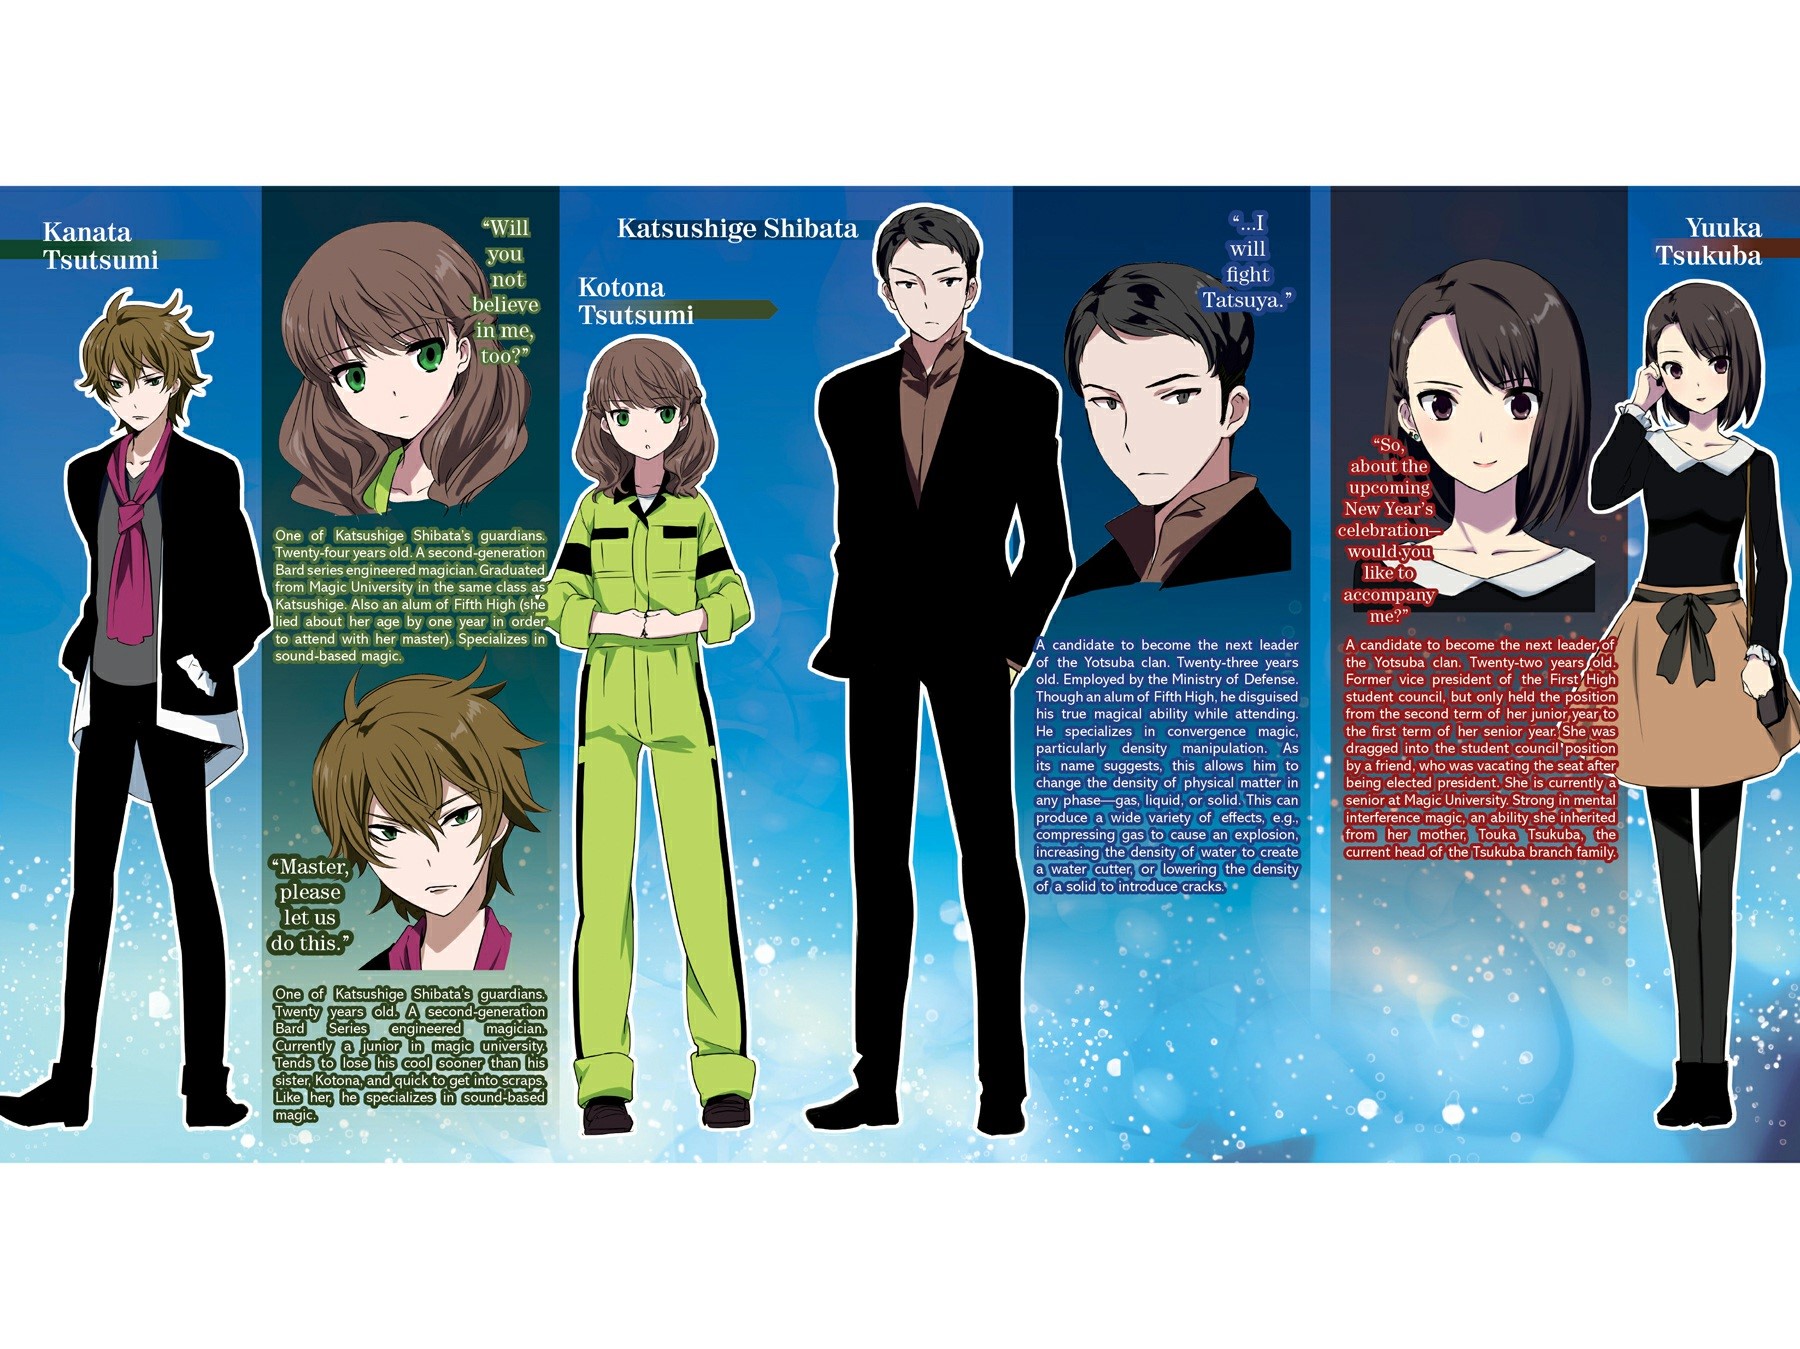 Kanata
Tsutsumi
“Will
you
not
believe
in me,
too?”
One of Katsushige Shibata’s guardians.
Twenty-four years old. A second-generation
Bard series engineered magician. Graduated
from Magic University in the same class as
Katsushige. Also an alum of Fifth High (she
lied about her age by one year in order
to attend with her master). Specializes in
sound-based magic.
“Master,
please
let us
do this.”
One of Katsushige Shibata’s guardians.
Twenty years old. A second-generation
Bard Series engineered magician.
Currently a junior in magic university.
Tends to lose his cool sooner than his
sister, Kotona, and quick to get into scraps.
Like her, he specializes in sound-based
magic.
Katsushige Shibata
Kotona
Tsutsumi
“...I
will
fight
Tatsuya.”
A candidate to become the next leader
of the Yotsuba clan. Twenty-three years
old. Employed by the Ministry of Defense.
Though an alum of Fifth High, he disguised
his true magical ability while attending.
He specializes in convergence magic,
particularly density manipulation. As
its name suggests, this allows him to
change the density of physical matter in
any phase—gas, liquid, or solid. This can
produce a wide variety of effects, e.g.,
compressing gas to cause an explosion,
increasing the density of water to create
a water cutter, or lowering the density
of a solid to introduce cracks.
“So,
about the
upcoming
New Year’s
celebration—
would you
like to
accompany
me?”
A candidate to become the next leader of
the Yotsuba clan. Twenty-two years old.
Former vice president of the First High
student council, but only held the position
from the second term of her junior year to
the first term of her senior year. She was
dragged into the student council position
by a friend, who was vacating the seat after
being elected president. She is currently a
senior at Magic University. Strong in mental
interference magic, an ability she inherited
from her mother, Touka Tsukuba, the
current head of the Tsukuba branch family.
Yuuka
Tsukuba